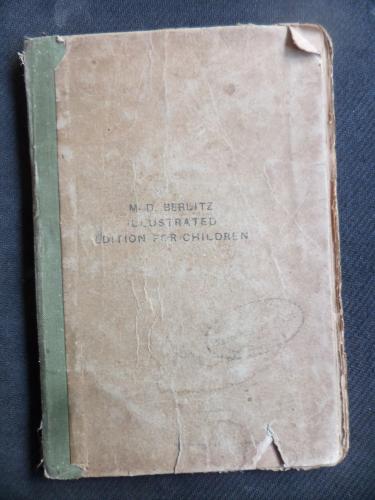 M. D. BERLITZ
ILLUSTRATED
EDITION FOR CHILDREN